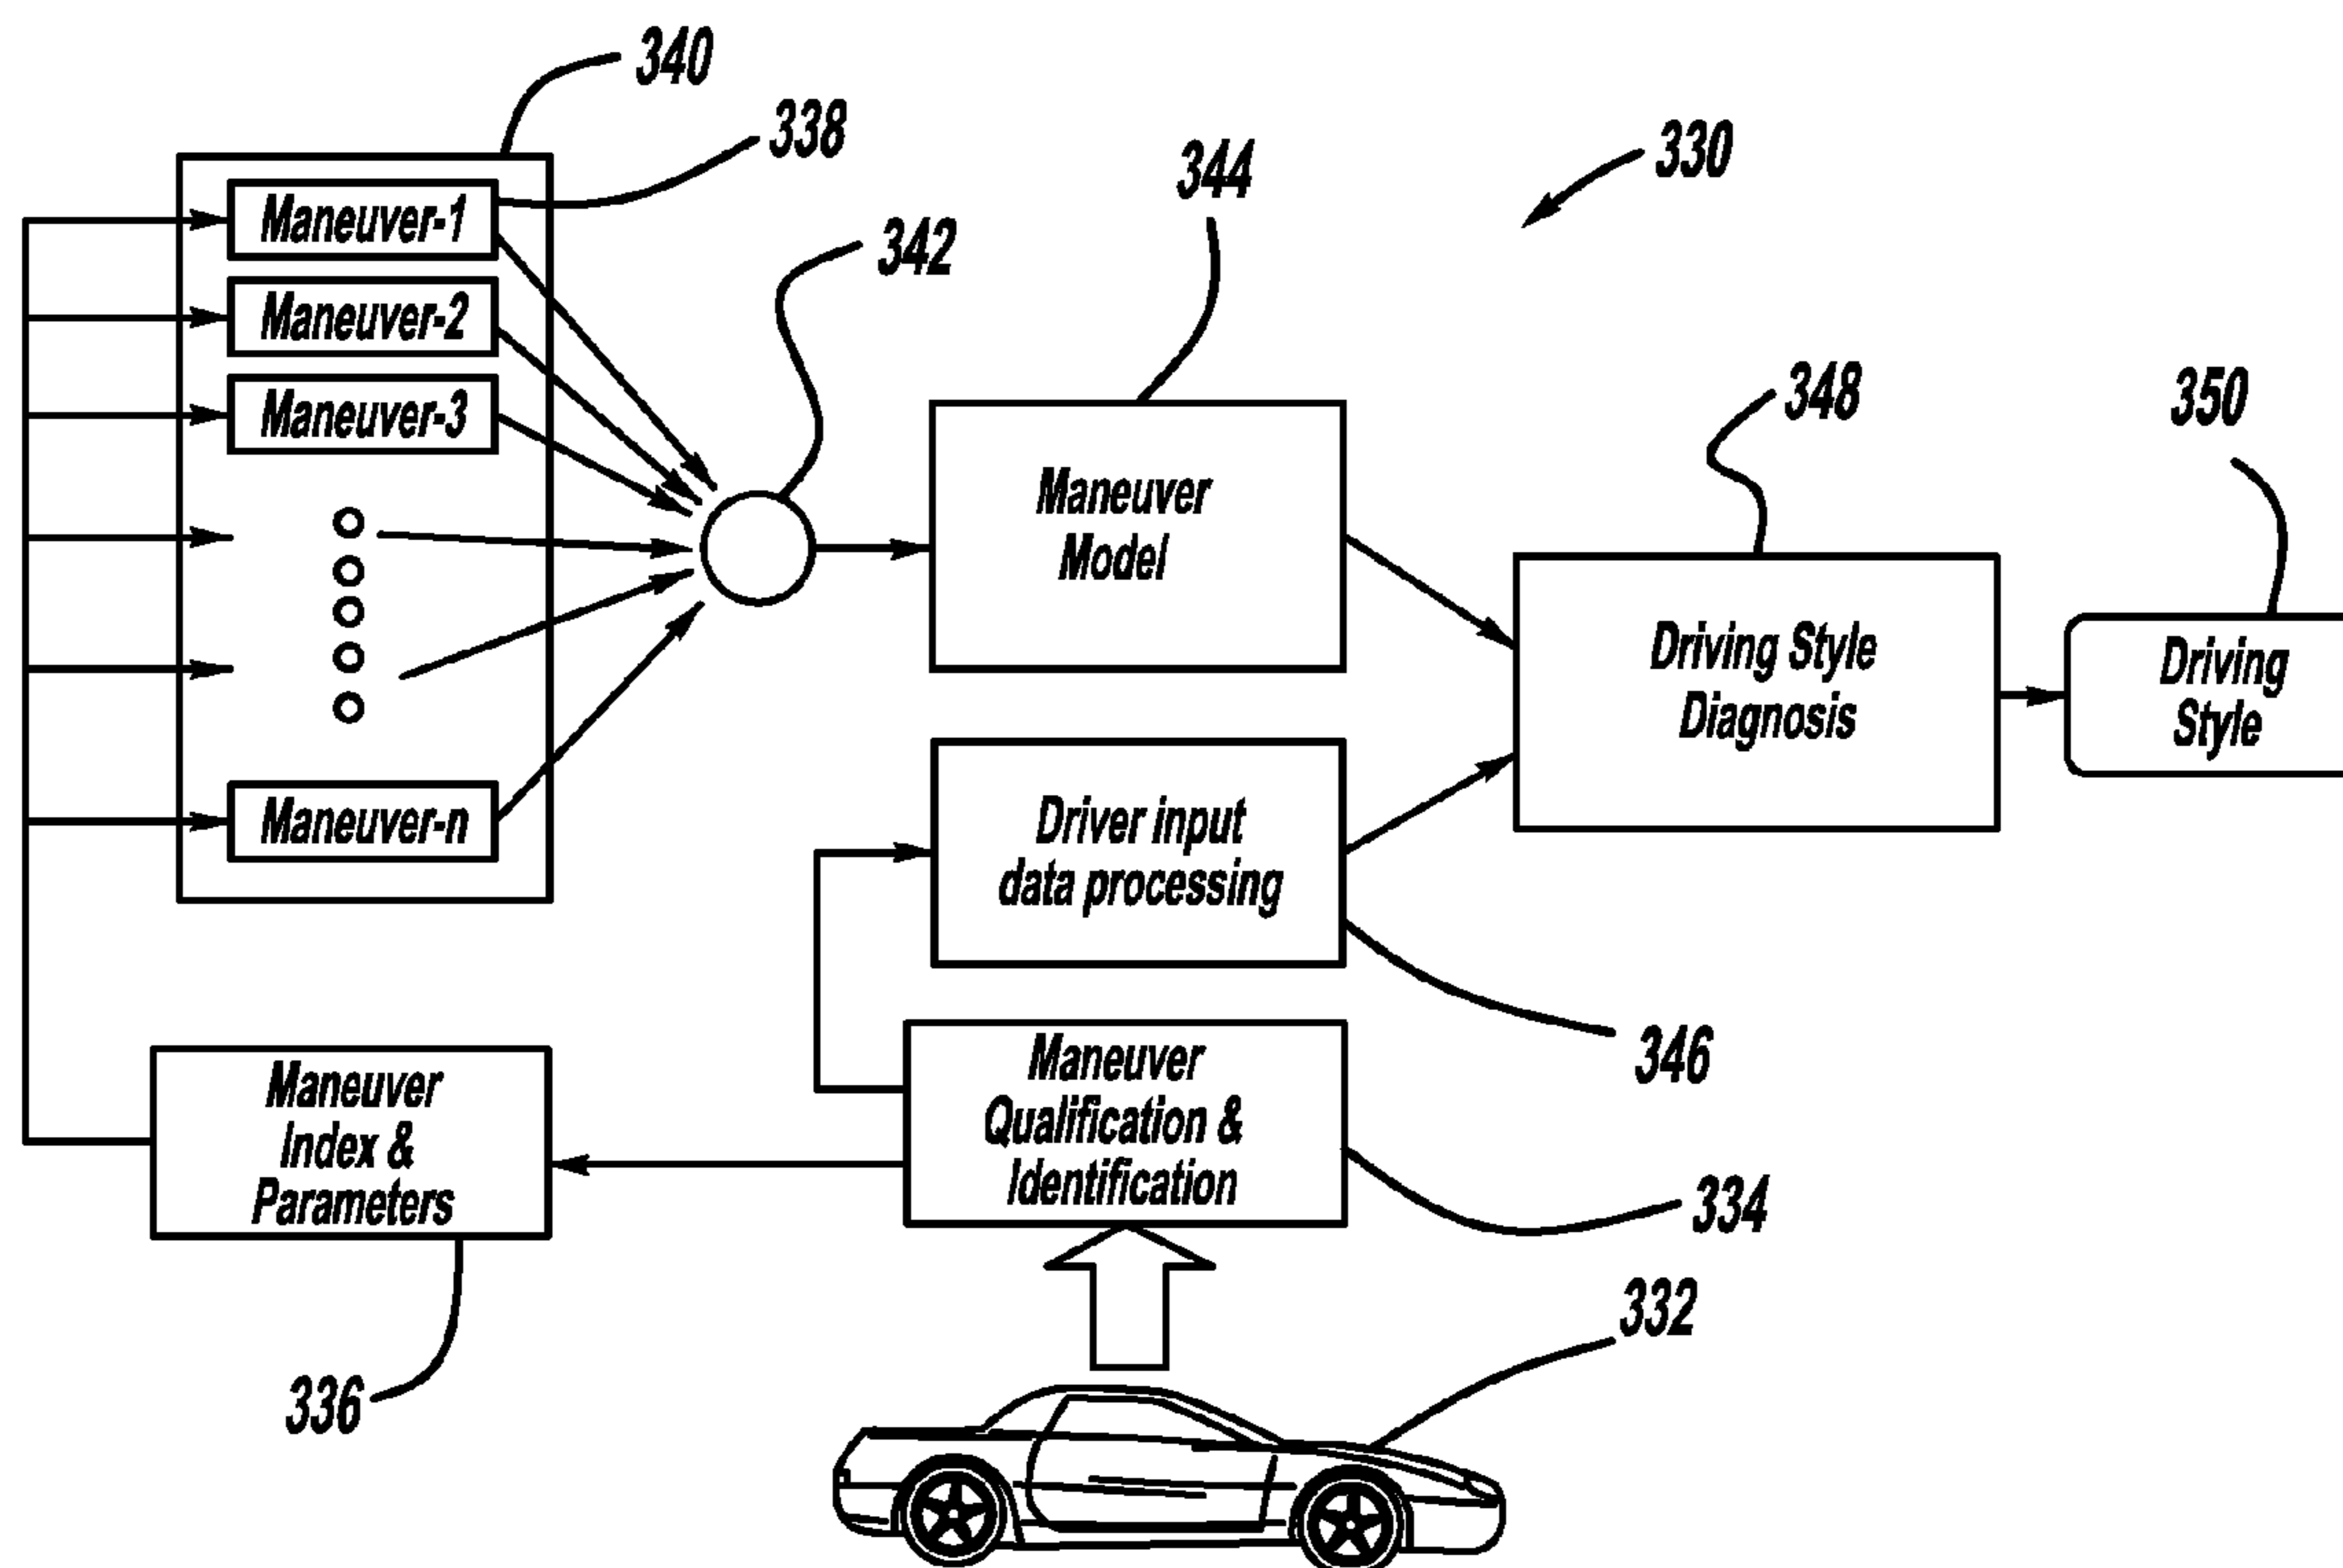 340
338
330
344
342
Maneuver-1
Maneuver-2
Maneuver-3
Maneuver-n
348
350
Maneuver
Model
Driving Style
Diagnosis
Driving
Style
Driver input
data processing
346
Maneuver
Qualification &
Identification
334
Maneuver
Index &
Parameters
336
332